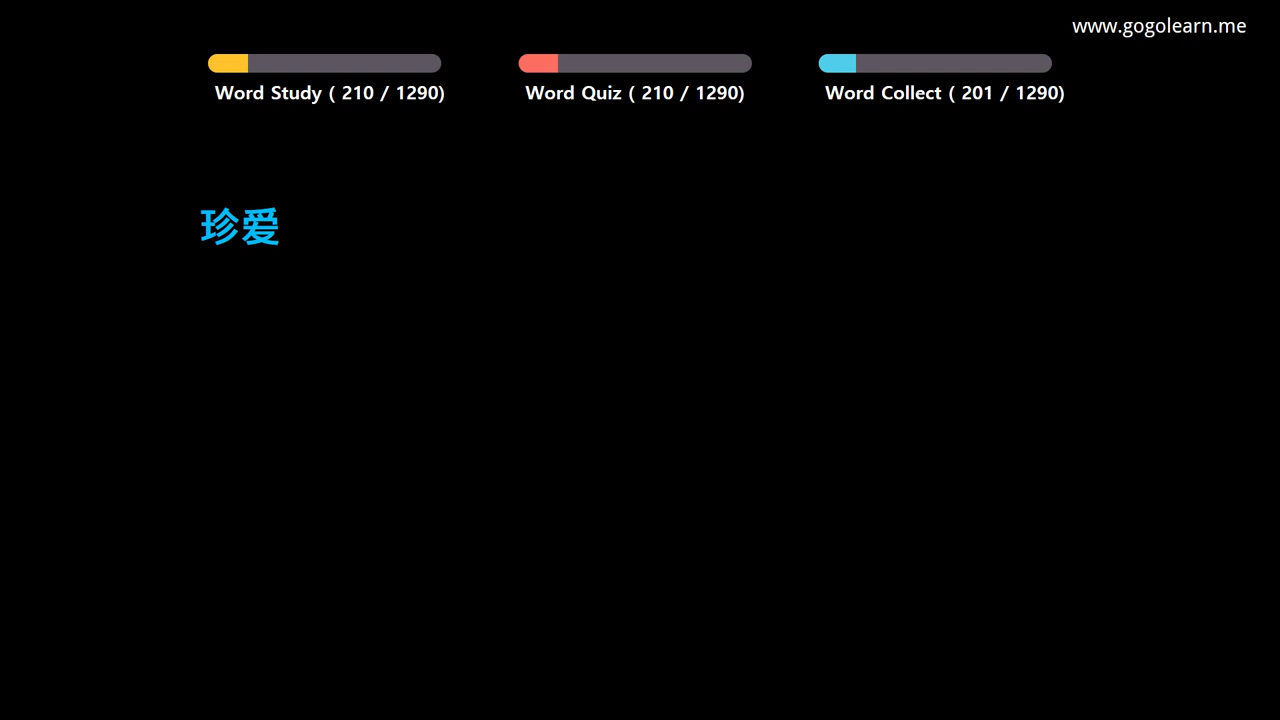 www.gogolearn.me
Word Study ( 210 / 1290)
Word Quiz ( 210 / 1290)
Word Collect ( 201 / 1290)
珍爱